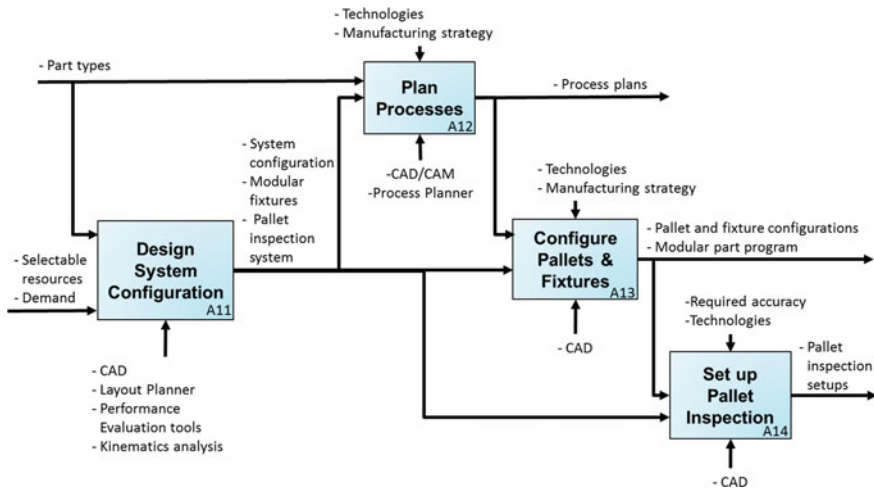 - Technologies
- Manufacturing strategy
- Part types
Plan
Processes
A12
- Process plans
- System
configuration
- Modular
fixtures
- Pallet
inspection
system
-CAD/CAM
-Process Planner
- Technologies
- Manufacturing strategy
- Selectable
resources
- Demand
Design
System
Configuration
A11
Configure
Pallets &
Fixtures
A13
- Pallet and fixture configurations
- Modular part program
- CAD
- Layout Planner
- Performance
Evaluation tools
- Kinematics analysis
- CAD
-Required accuracy
-Technologies
Set up
Pallet
Inspection
A14
- Pallet
inspection
setups
- CAD